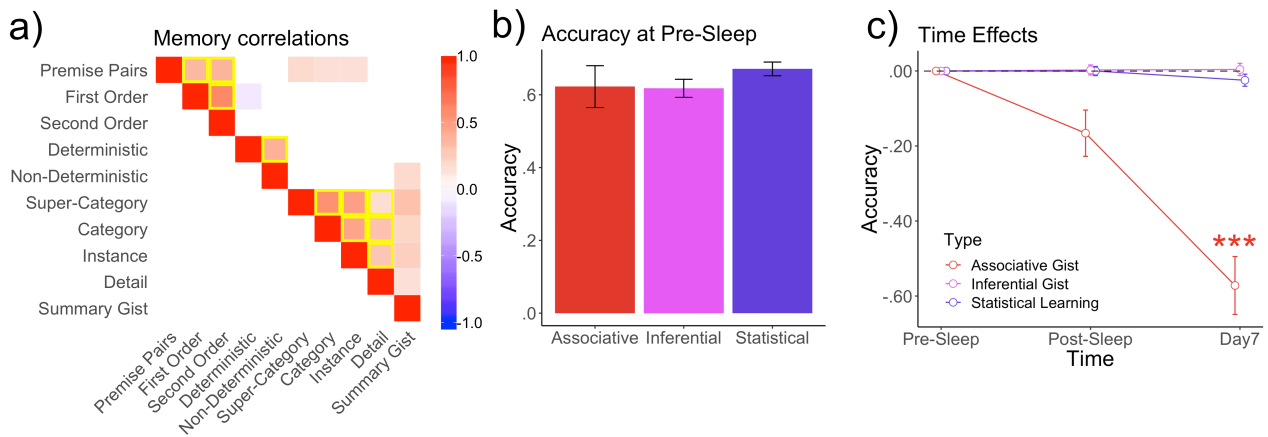 a)
Memory correlations
Premise Pairs
First Order
Second Order
Deterministic
Non-Deterministic
Super-Category
Category
Instance
Detail
Summary Gist
Premise Pairs
First Order
Second Order
Deterministic
Non-Deterministic
Super-Category
Category
Instance
Detail
Summary Gist
1.0
0.5
0.0
-0.5
-1.0
b)
Accuracy at Pre-Sleep
Accuracy
.6
.4
.2
.0
Associative Inferential Statistical
c)
Time Effects
Accuracy
.00
-.20
-.40
-.60
***
Type
Associative Gist
Inferential Gist
Statistical Learning
Pre-Sleep Post-Sleep Day7
Time